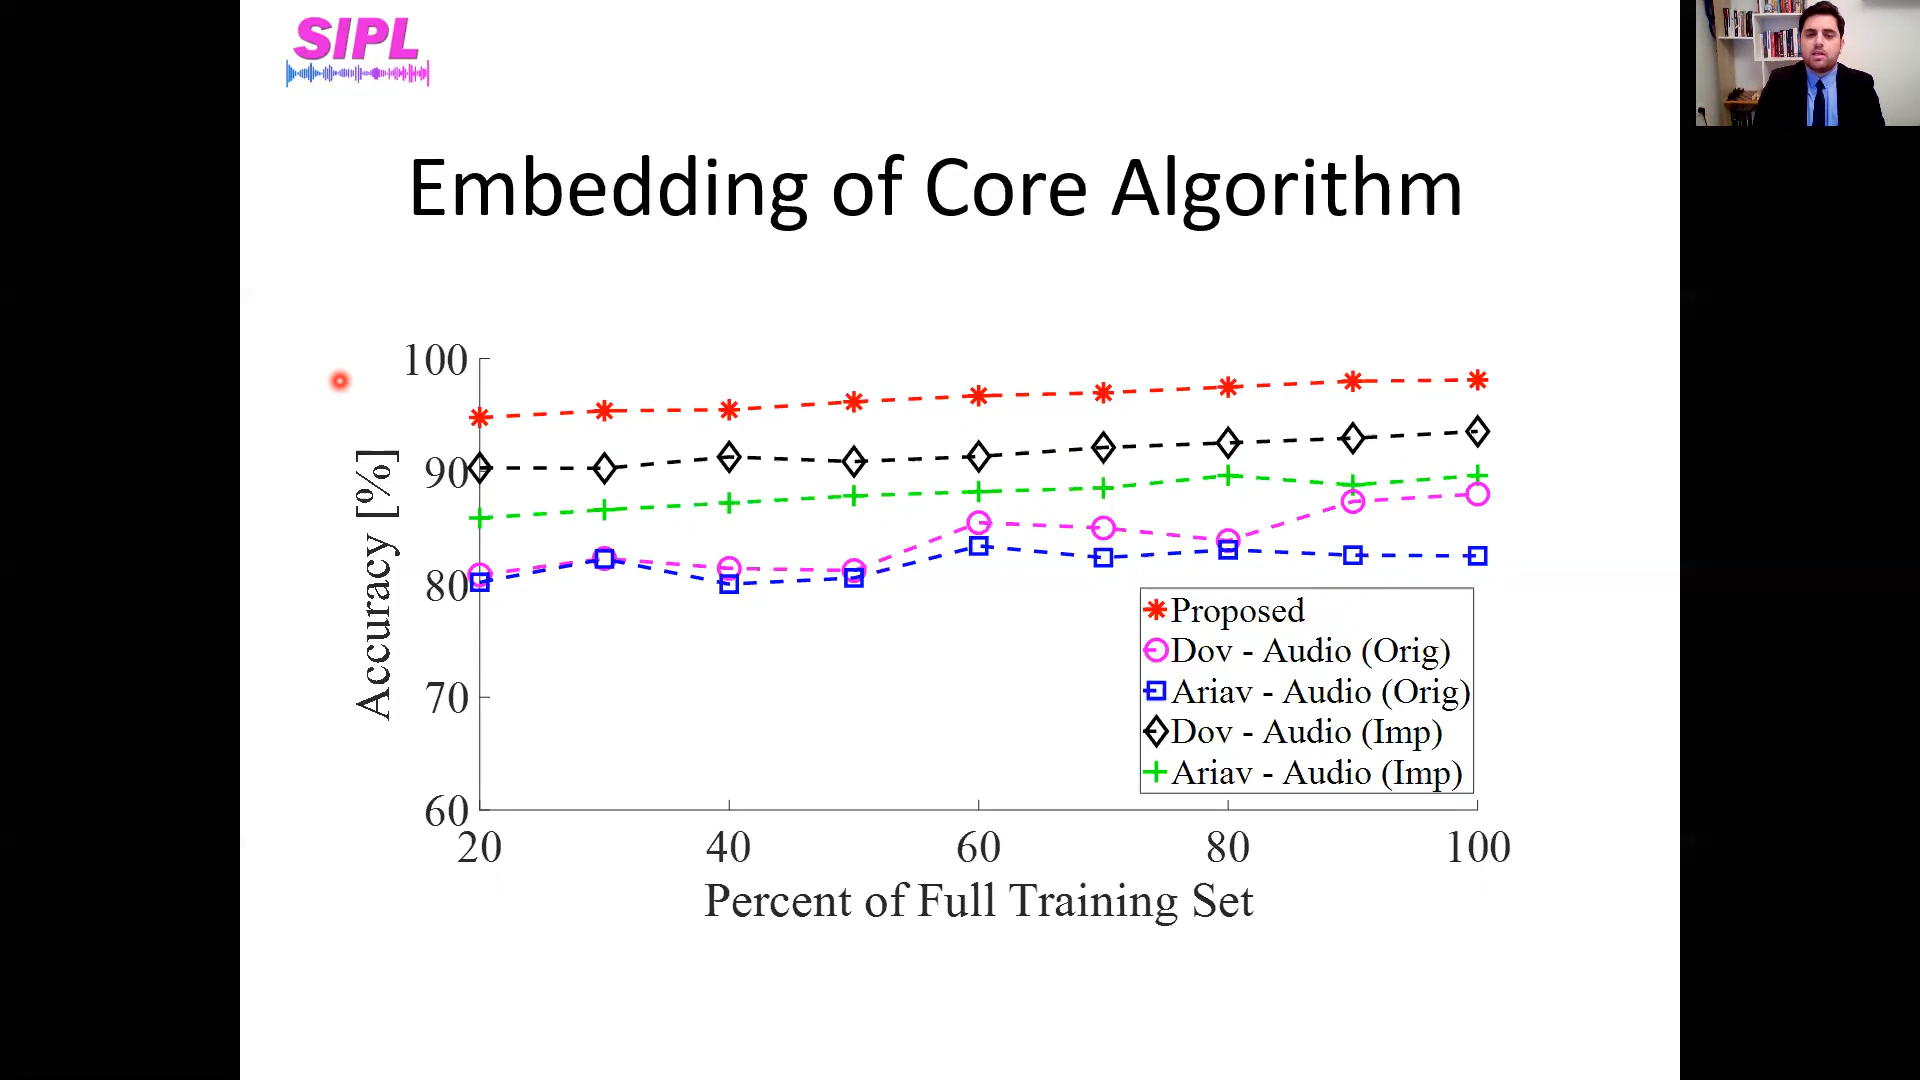 SIPL
Embedding of Core Algorithm
100
90
80
70
60
Accuracy [%]
20 40 60 80 100
Percent of Full Training Set
Proposed
Dov - Audio (Orig)
Ariav - Audio (Orig)
Dov - Audio (Imp)
Ariav - Audio (Imp)